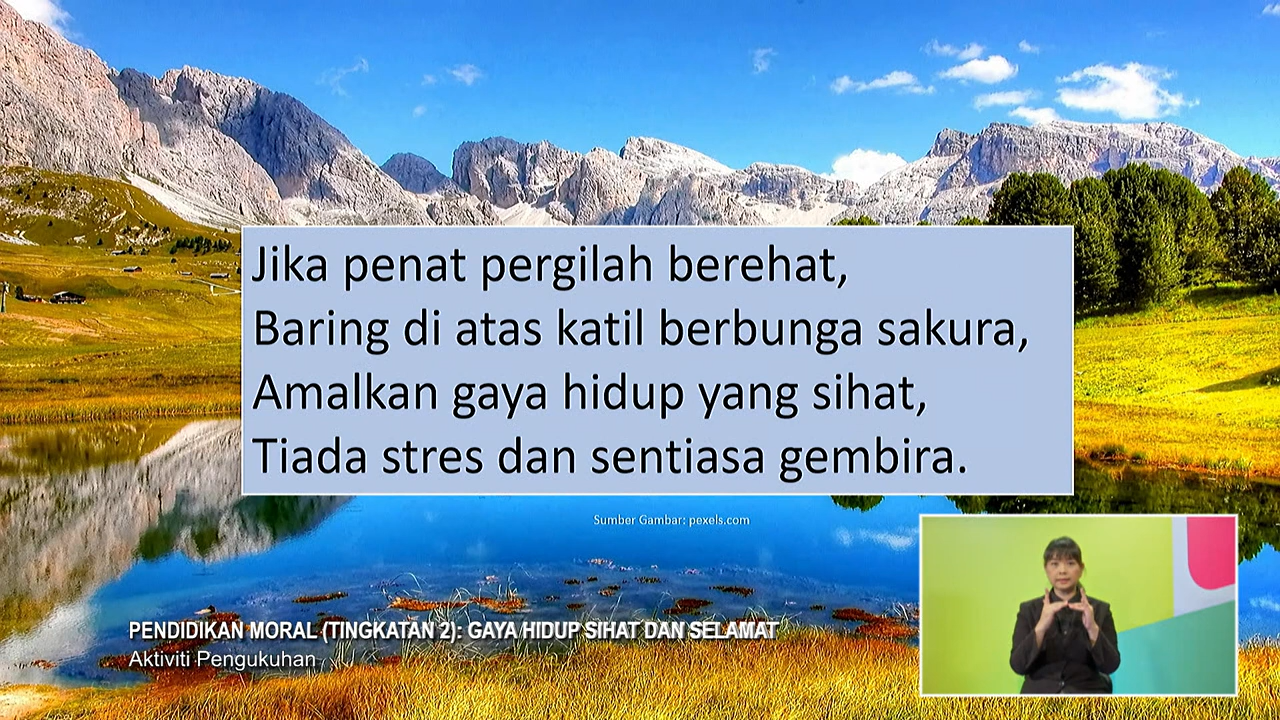 Jika penat pergilah berehat,
Baring di atas katil berbunga sakura,
Amalkan gaya hidup yang sihat,
Tiada stres dan sentiasa gembira.
Sumber Gambar: pexels.com
PENDIDIKAN MORAL (TINGKATAN 2): GAYA HIDUP SIHAT DAN SELAMAT
Aktiviti Pengukuhan